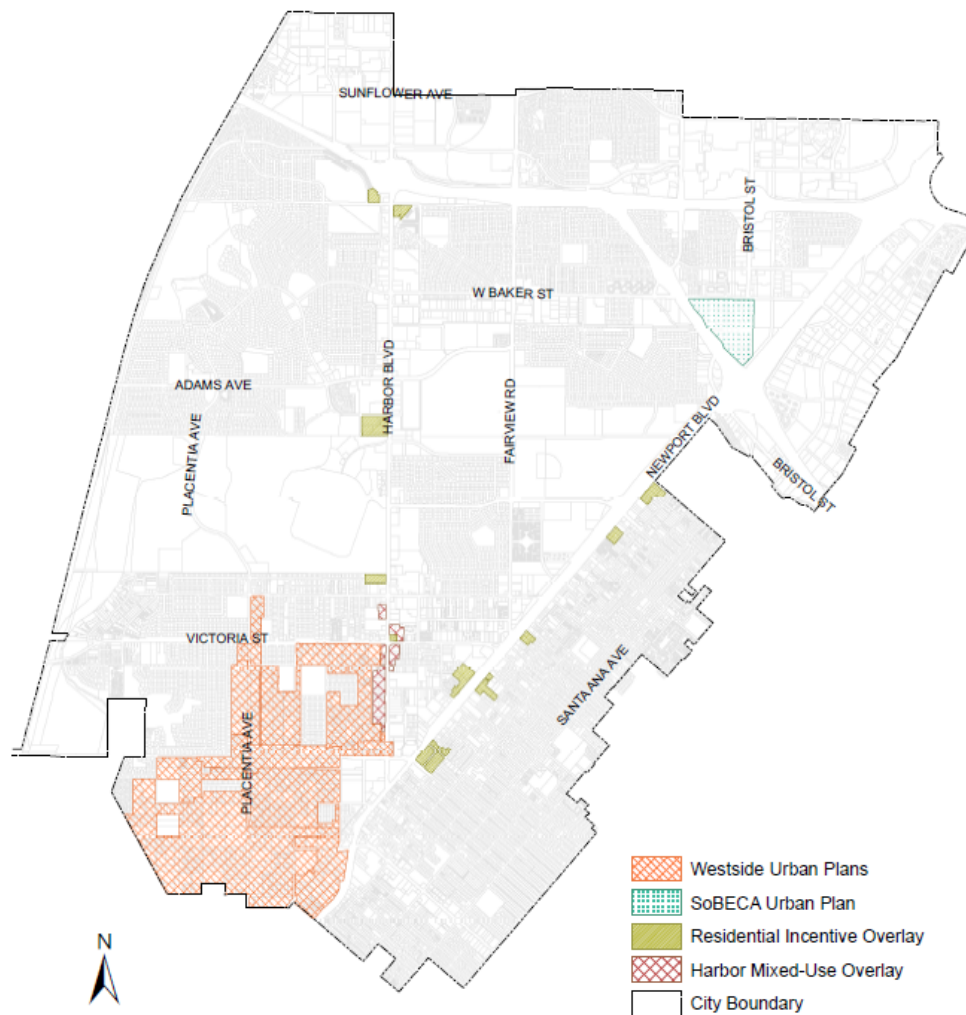 SUNFLOWER AVE
BRISTOL ST
W BAKER ST
HARBOR BLVD
ADAMS AVE
FAIRVIEW RD
NEWPORT BLVD
PLACENTIA AVE
BRISTOL ST
VICTORIA ST
SANTA ANA AVE
PLACENTIA AVE
Westside Urban Plans
SoBECA Urban Plan
Residential Incentive Overlay
Harbor Mixed-Use Overlay
City Boundary
N